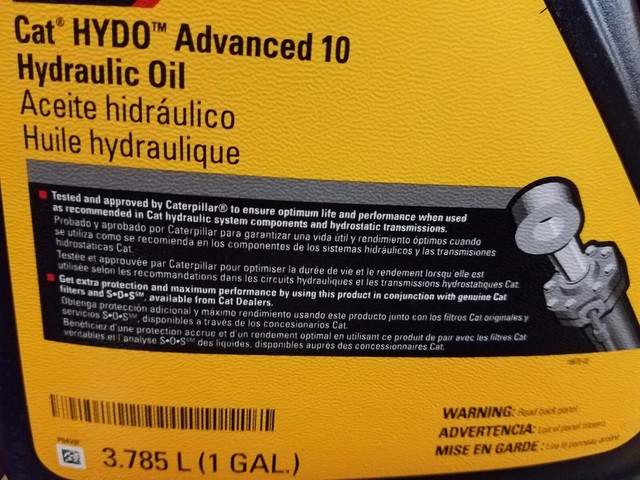 Cat® HYDO™ Advanced 10
Hydraulic Oil
Aceite hidráulico
Huile hydraulique
Tested and approved by Caterpillar® to ensure optimum life and performance when used
as recommended in Cat hydraulic system components and hydrostatic transmissions.
Probado y aprobado por Caterpillar para garantizar una vida útil y rendimiento óptimos cuando
se utiliza como se recomienda en los componentes de los sistemas hidráulicos y las transmisiones
hidrostáticas Cat.
Testée et approuvée par Caterpillar pour optimiser la durée de vie et le rendement lorsqu'elle est
utilisée selon les recommandations dans les circuits hydrauliques et les transmissions hydrostatiques Cat.
Get extra protection and maximum performance by using this product in conjunction with genuine Cat
filters and S•O•S℠, available from Cat Dealers.
Obtenga protección adicional y máximo rendimiento usando este producto junto con los filtros Cat originales y
servicios S•O•S℠, disponibles a través de los concesionarios Cat.
Bénéficiez d'une protection accrue et d'un rendement optimal en utilisant ce produit de pair avec les filtres Cat
véritables et l'analyse S•O•S℠ des liquides, disponibles auprès des concessionnaires Cat.
WARNING: Read back panel.
ADVERTENCIA: Lea el panel trasero.
MISE EN GARDE : Lire le panneau arrière.
3.785 L (1 GAL.)